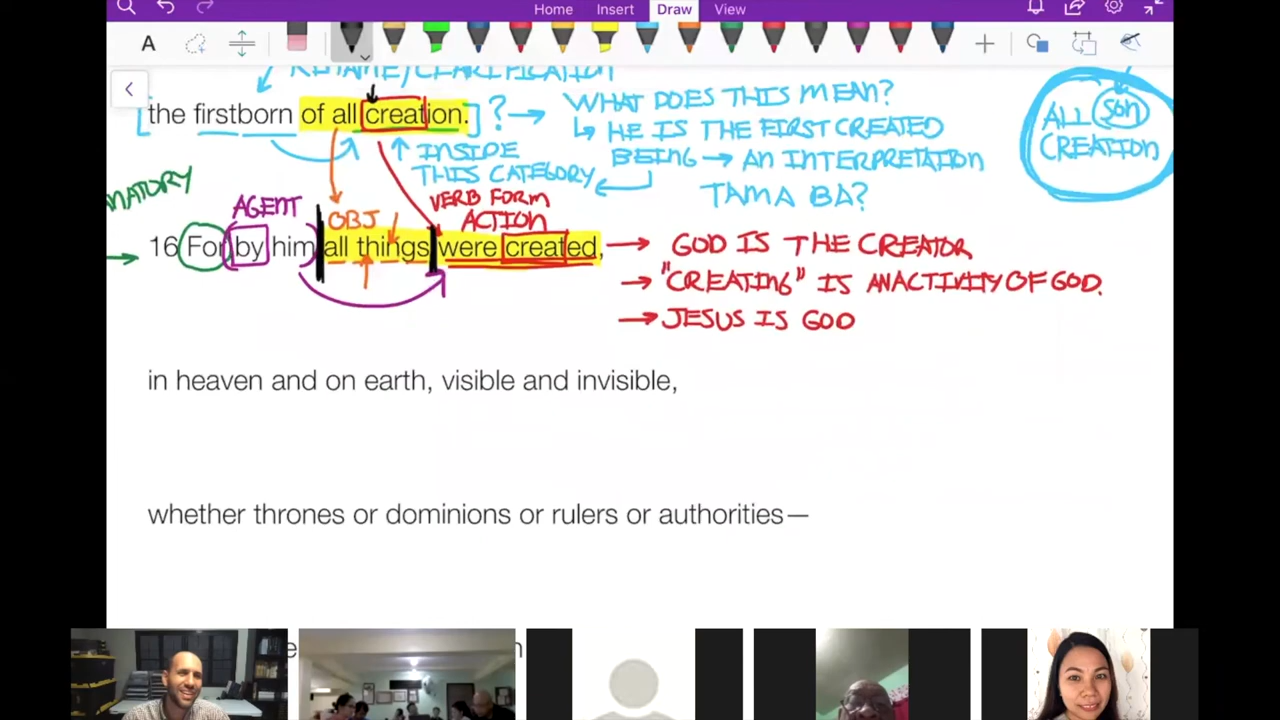 Home Insert Draw View
A
RENAME/CLARIFICATION
the firstborn of all creation. ? → WHAT DOES THIS MEAN?
↳ HE IS THE FIRST CREATED
BEING → AN INTERPRETATION
TAMA BA?
INSIDE
THIS CATEGORY
ALL son
CREATION
MATORY
AGENT
OBJ
VERB FORM
ACTION
→ 16 For by him all things were created, → GOD IS THE CREATOR
→ "CREATING" IS AN ACTIVITY OF GOD.
→ JESUS IS GOD
in heaven and on earth, visible and invisible,
whether thrones or dominions or rulers or authorities—